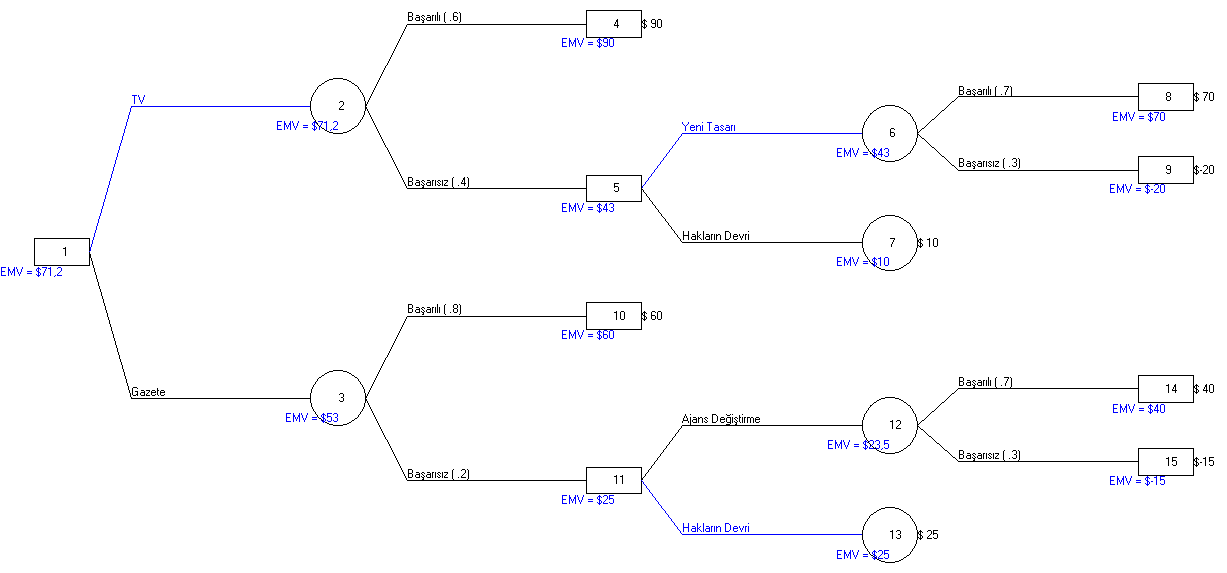 Başarılı ( .6)
4
$ 90
EMV = $90
TV
2
EMV = $71,2
Başarısız ( .4)
5
EMV = $43
Yeni Tasarı
6
EMV = $43
Başarılı ( .7)
8
$ 70
EMV = $70
Başarısız ( .3)
9
$-20
EMV = $-20
Hakların Devri
7
$ 10
EMV = $10
1
EMV = $71,2
Gazete
3
EMV = $53
Başarılı ( .8)
10
$ 60
EMV = $60
Başarısız ( .2)
11
EMV = $25
Ajans Değiştirme
12
EMV = $23,5
Başarılı ( .7)
14
$ 40
EMV = $40
Başarısız ( .3)
15
$-15
EMV = $-15
Hakların Devri
13
$ 25
EMV = $25